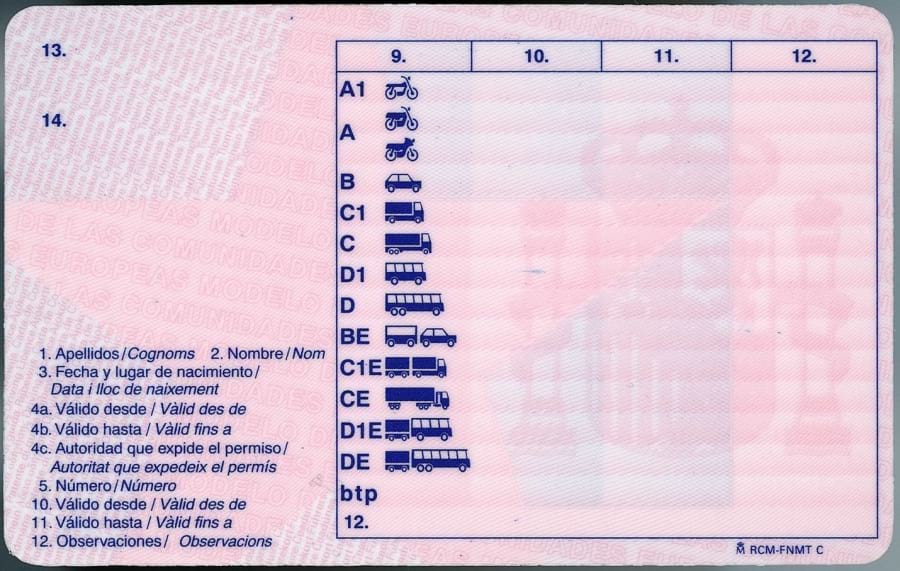 13.
14.
9. 10. 11. 12.
A1
A
B
C1
C
D1
D
BE
C1E
CE
D1E
DE
btp
12.
1. Apellidos/Cognoms 2. Nombre/Nom
3. Fecha y lugar de nacimiento/
Data i lloc de naixement
4a. Válido desde / Vàlid des de
4b. Válido hasta / Vàlid fins a
4c. Autoridad que expide el permiso/
Autoritat que expedeix el permís
5. Número/Número
10. Válido desde / Vàlid des de
11. Válido hasta / Vàlid fins a
12. Observaciones/ Observacions
RCM-FNMT C